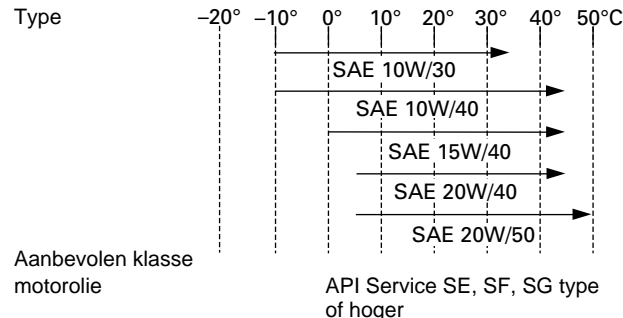 Type –20° –10° 0° 10° 20° 30° 40° 50°C
SAE 10W/30
SAE 10W/40
SAE 15W/40
SAE 20W/40
SAE 20W/50
Aanbevolen klasse
motorolie API Service SE, SF, SG type
of hoger